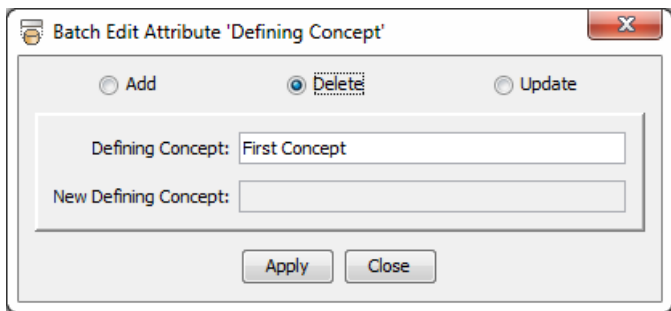 Batch Edit Attribute 'Defining Concept'
Add Delete Update
Defining Concept: First Concept
New Defining Concept:
Apply Close